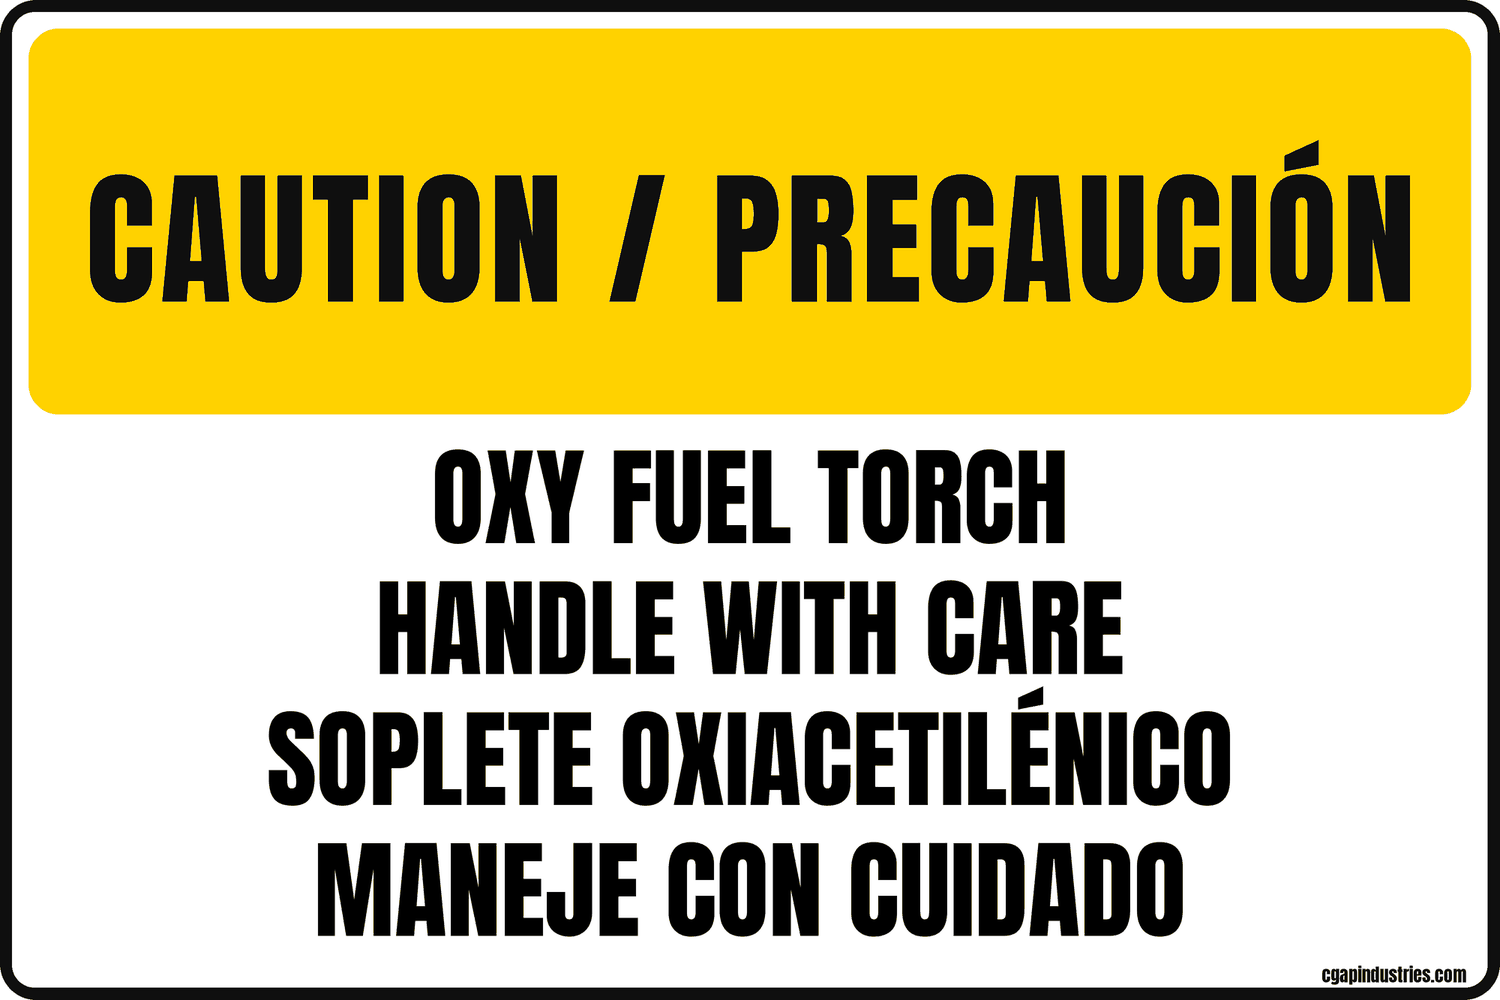 CAUTION / PRECAUCIÓN
OXY FUEL TORCH
HANDLE WITH CARE
SOPLETE OXIACETILÉNICO
MANEJE CON CUIDADO
cgapindustries.com